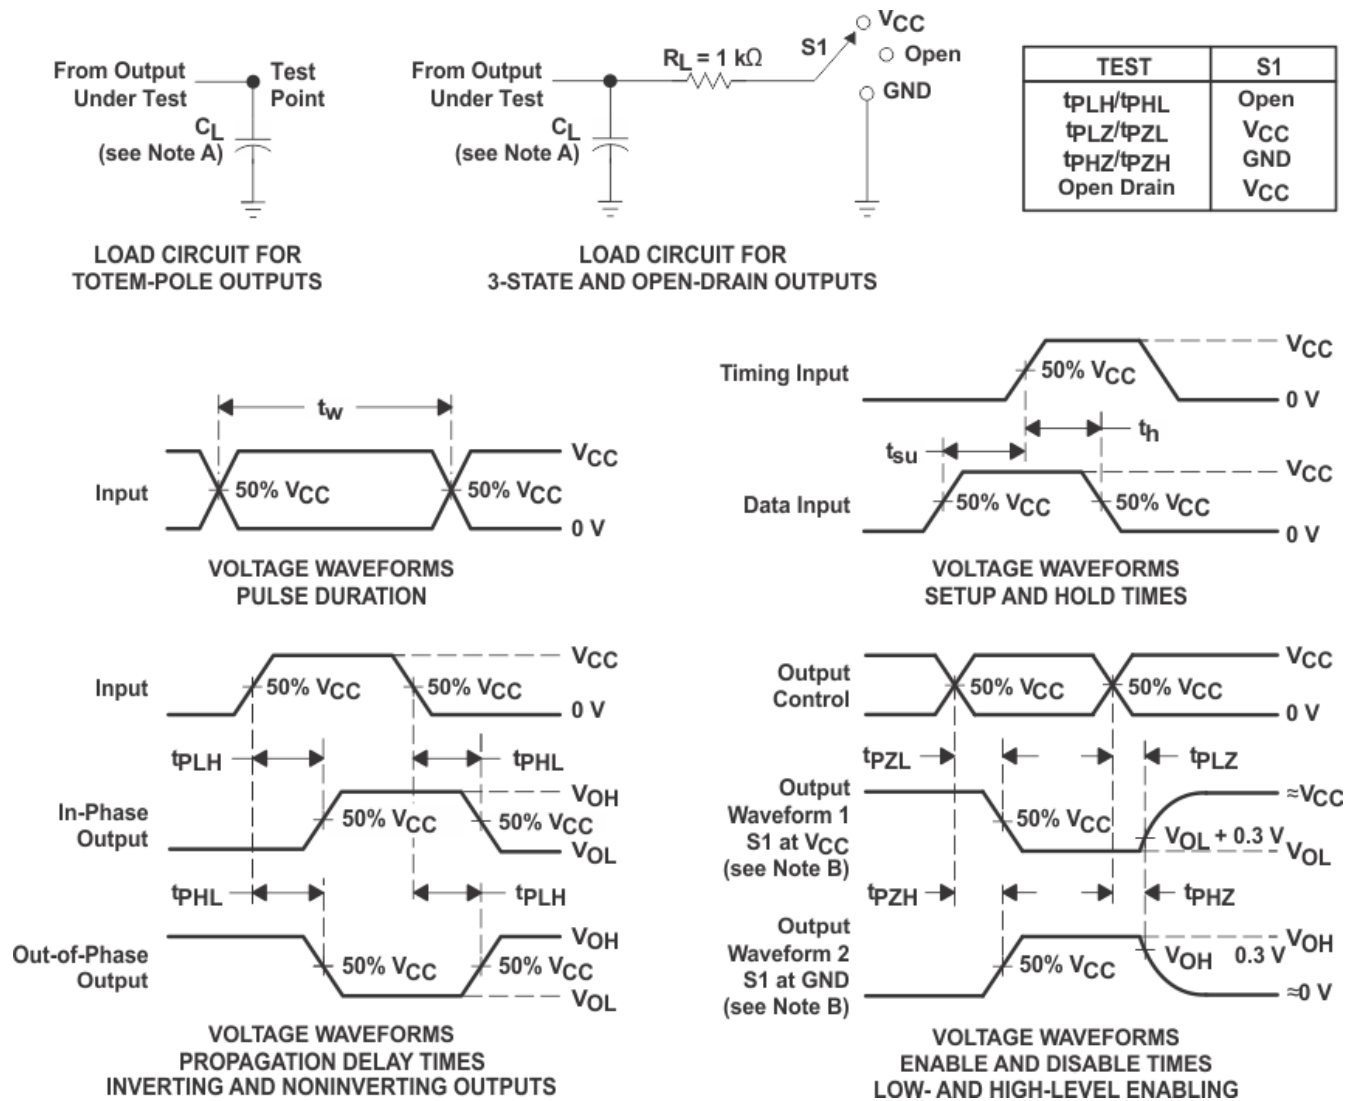 From Output
Under Test
Test
Point
CL
(see Note A)
LOAD CIRCUIT FOR
TOTEM-POLE OUTPUTS
From Output
Under Test
CL
(see Note A)
RL = 1 kΩ
S1
VCC
Open
GND
LOAD CIRCUIT FOR
3-STATE AND OPEN-DRAIN OUTPUTS
TEST S1
tPLH/tPHL Open
tPLZ/tPZL VCC
tPHZ/tPZH GND
Open Drain VCC
tw
Input
50% VCC
50% VCC
VCC
0 V
VOLTAGE WAVEFORMS
PULSE DURATION
Timing Input
50% VCC
VCC
0 V
tsu
th
Data Input
50% VCC
50% VCC
VCC
0 V
VOLTAGE WAVEFORMS
SETUP AND HOLD TIMES
Input
50% VCC
50% VCC
VCC
0 V
tPLH
tPHL
In-Phase
Output
50% VCC
50% VCC
VOH
VOL
tPHL
tPLH
Out-of-Phase
Output
50% VCC
50% VCC
VOH
VOL
VOLTAGE WAVEFORMS
PROPAGATION DELAY TIMES
INVERTING AND NONINVERTING OUTPUTS
Output
Control
50% VCC
50% VCC
VCC
0 V
tPZL
tPLZ
Output
Waveform 1
S1 at VCC
(see Note B)
50% VCC
≈VCC
VOL + 0.3 V
VOL
tPZH
tPHZ
Output
Waveform 2
S1 at GND
(see Note B)
50% VCC
VOH 0.3 V
VOH
≈0 V
VOLTAGE WAVEFORMS
ENABLE AND DISABLE TIMES
LOW- AND HIGH-LEVEL ENABLING